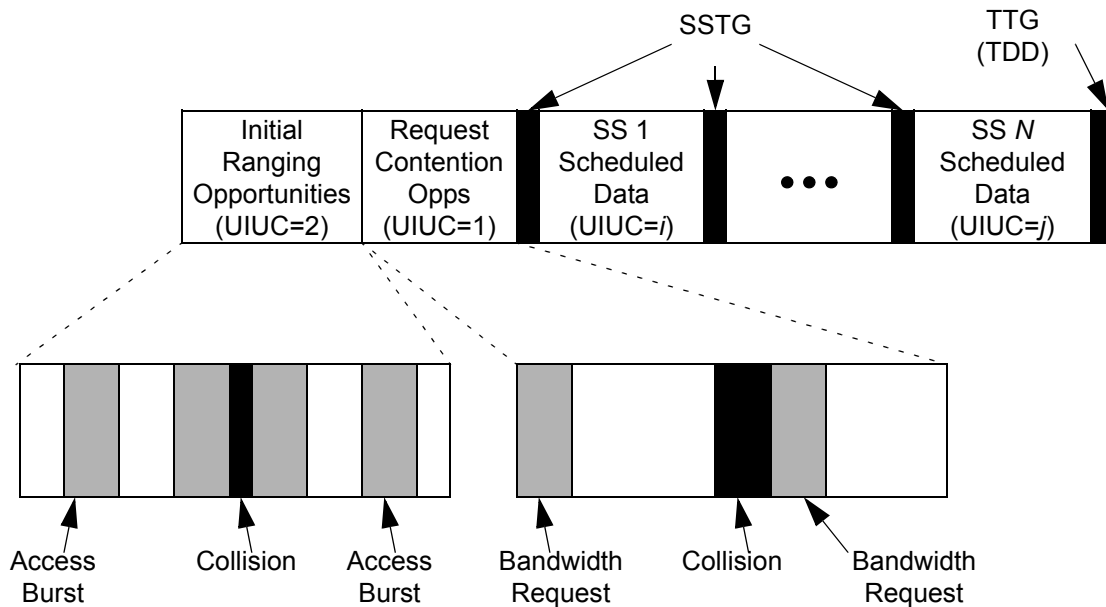 SSTG
TTG
(TDD)
Initial
Ranging
Opportunities
(UIUC=2)
Request
Contention
Opps
(UIUC=1)
SS 1
Scheduled
Data
(UIUC=i)
SS N
Scheduled
Data
(UIUC=j)
Access
Burst
Collision
Access
Burst
Bandwidth
Request
Collision
Bandwidth
Request